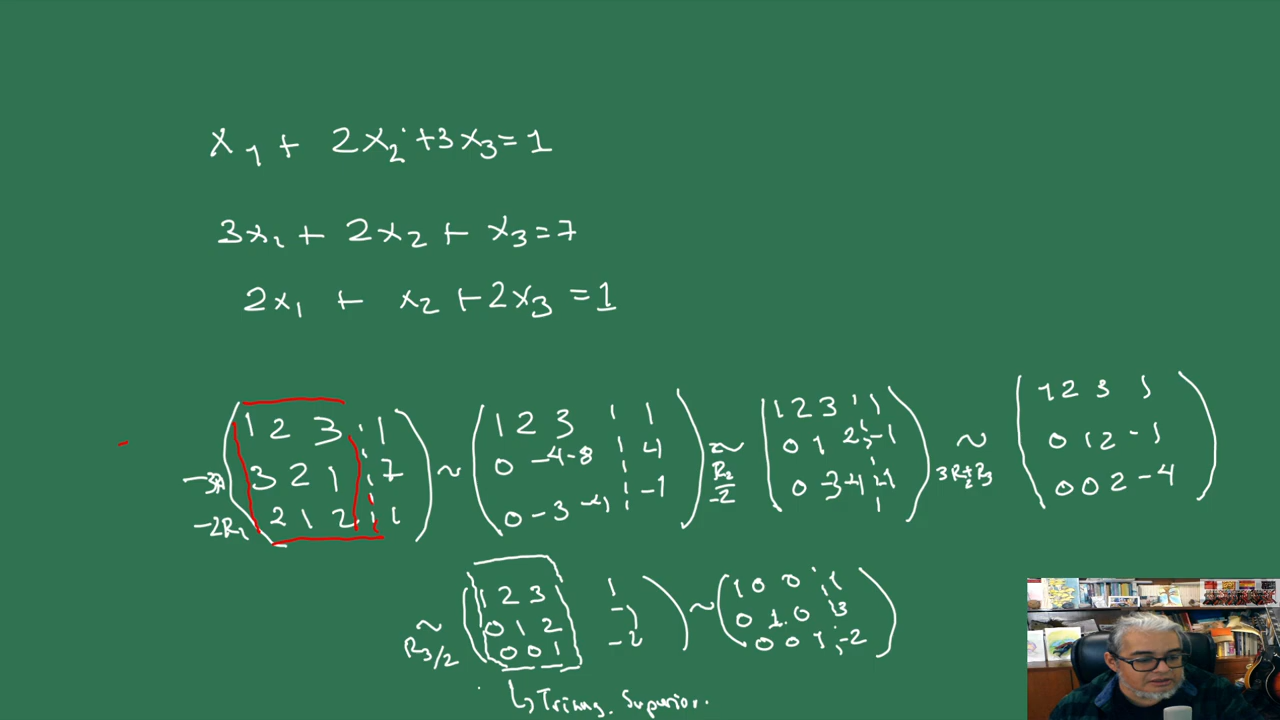 x₁ + 2x₂ + 3x₃ = 1
3x₁ + 2x₂ + x₃ = 7
2x₁ + x₂ + 2x₃ = 1
1 2 3 ¦ 1
-3R 3 2 1 ¦ 7
-2R₁ 2 1 2 ¦ 1
~
1 2 3 ¦ 1
0 -4 -8 ¦ 4
0 -3 -4 ¦ -1
~ R₂/-2
1 2 3 ¦ 1
0 1 2 ¦ -1
0 -3 -4 ¦ -1
~ 3R₂+R₃
1 2 3 1
0 1 2 -1
0 0 2 -4
~ R₃/2
1 2 3 1
0 1 2 -1
0 0 1 -2
~
1 0 0 ¦ 1
0 1 0 ¦ 3
0 0 1 ¦ -2
↳ Triang. Superior.